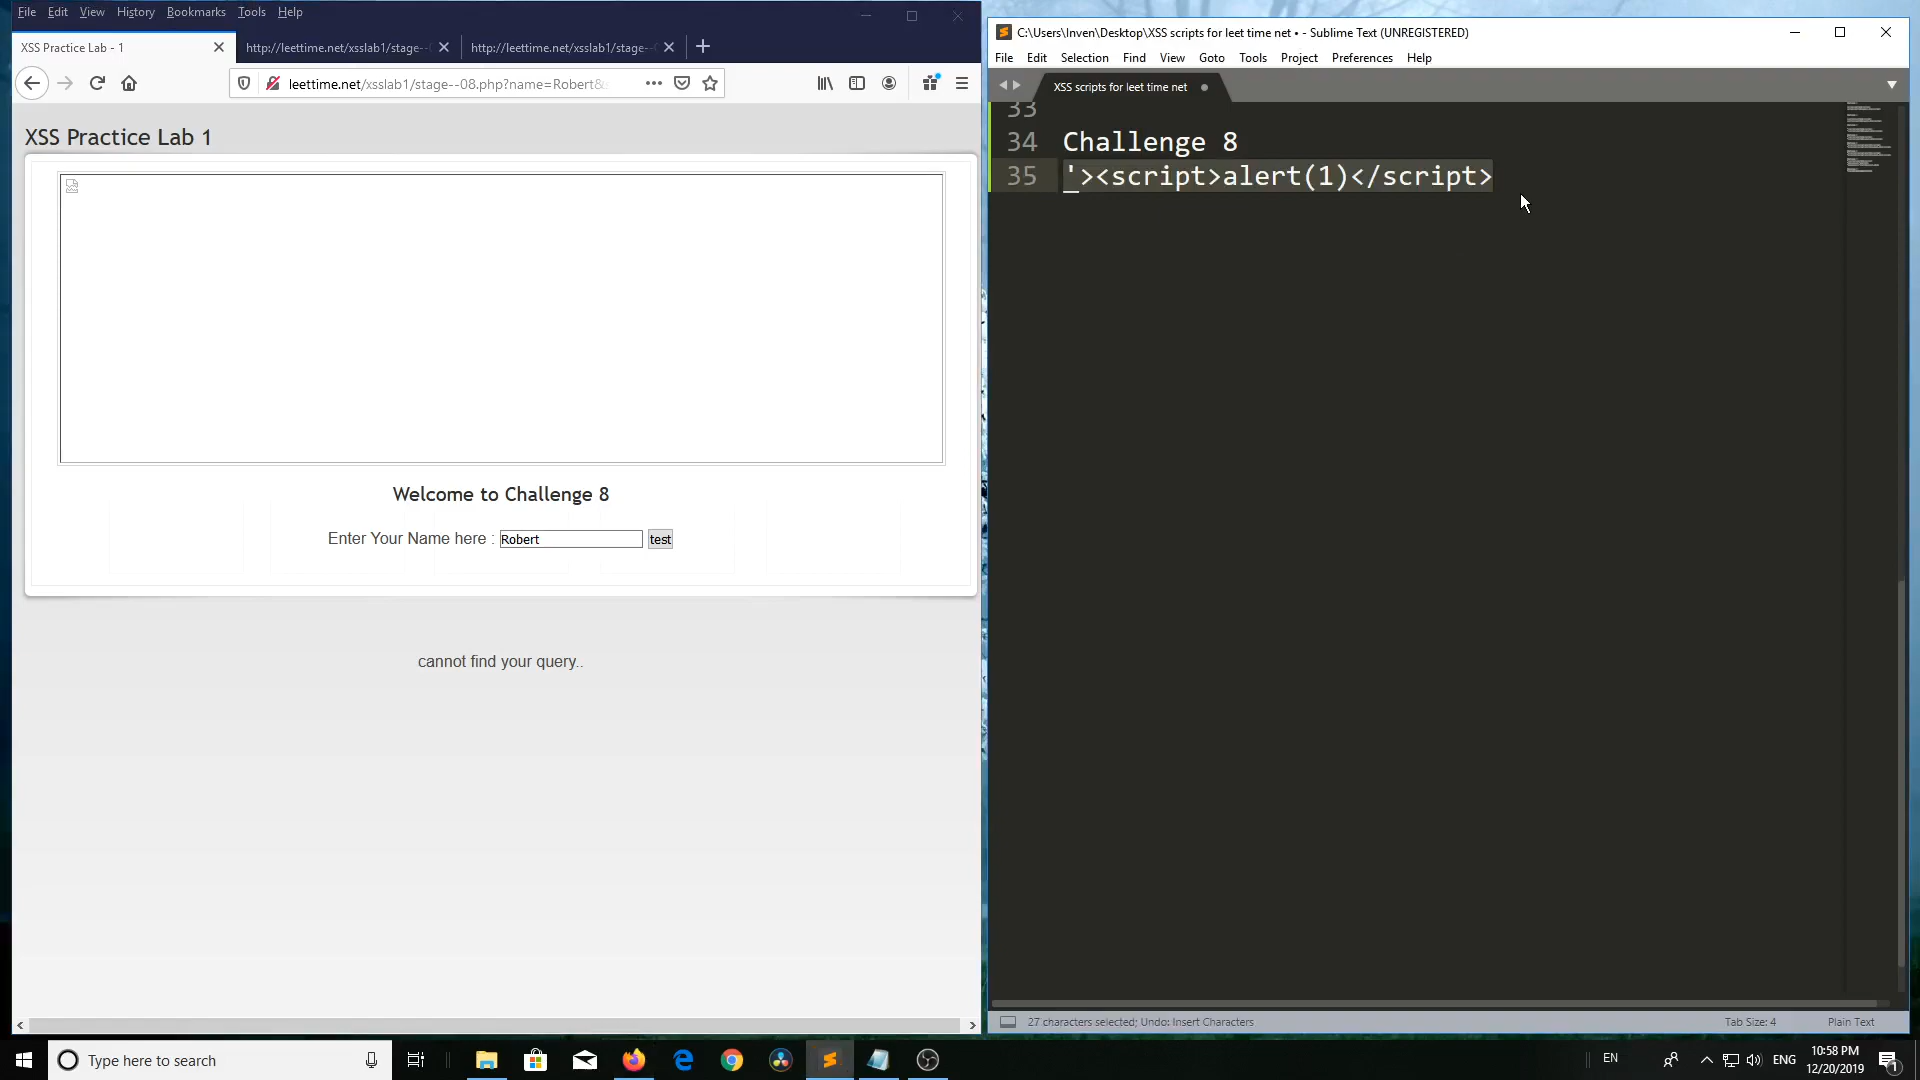 File Edit View History Bookmarks Tools Help
XSS Practice Lab - 1
http://leettime.net/xsslab1/stage--
http://leettime.net/xsslab1/stage--
leettime.net/xsslab1/stage--08.php?name=Robert&
XSS Practice Lab 1
Welcome to Challenge 8
Enter Your Name here : Robert test
cannot find your query..
C:\Users\Inven\Desktop\XSS scripts for leet time net • - Sublime Text (UNREGISTERED)
File Edit Selection Find View Goto Tools Project Preferences Help
XSS scripts for leet time net
33
34 Challenge 8
35 '><script>alert(1)</script>
27 characters selected; Undo: Insert Characters
Tab Size: 4 Plain Text
Type here to search
EN
ENG
10:58 PM
12/20/2019
1